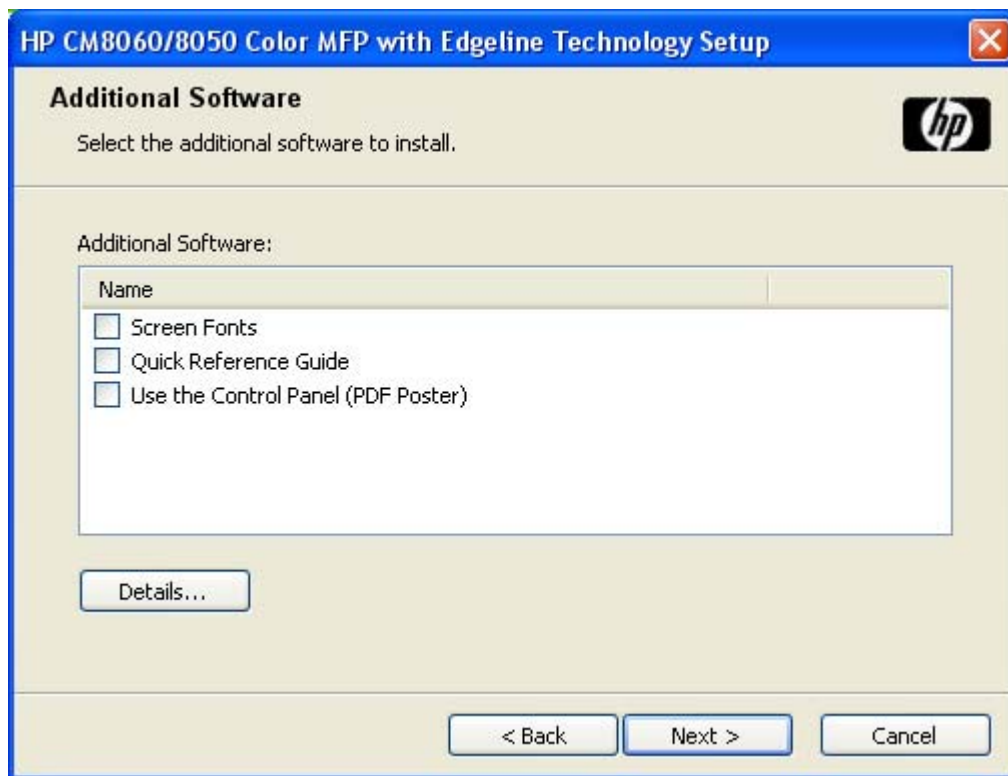 HP CM8060/8050 Color MFP with Edgeline Technology Setup
Additional Software
Select the additional software to install.
hp
Additional Software:
Name
Screen Fonts
Quick Reference Guide
Use the Control Panel (PDF Poster)
Details...
< Back
Next >
Cancel